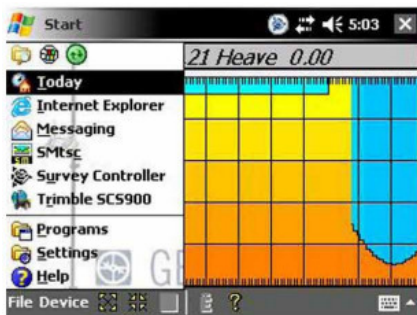 Start 5:03
21 Heave 0.00
Today
Internet Explorer
Messaging
SMtsc
Survey Controller
Trimble SCS900
Programs
Settings
Help
GE
File Device